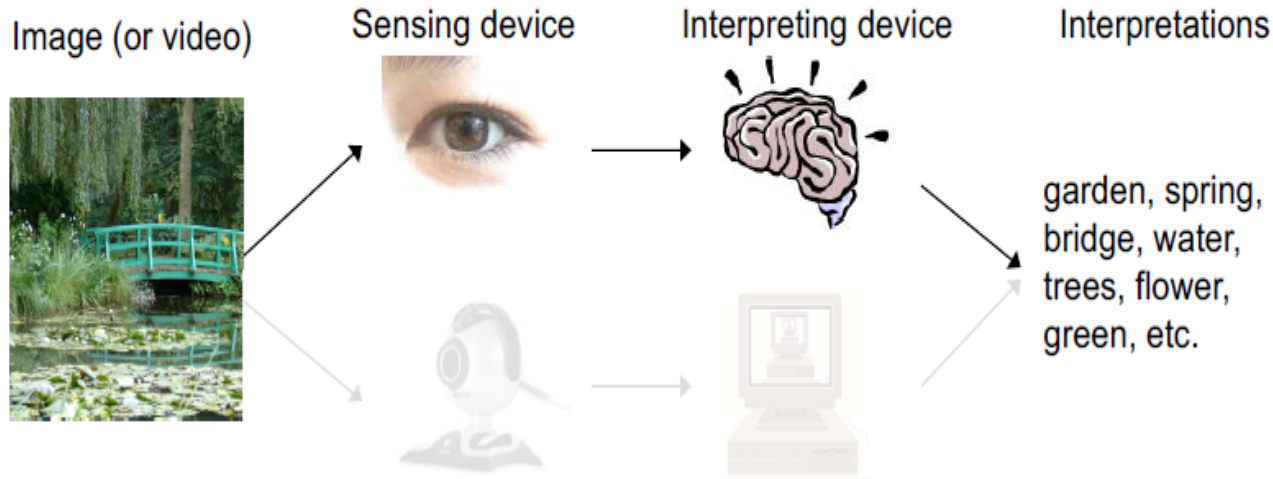 Image (or video)
Sensing device
Interpreting device
Interpretations
garden, spring,
bridge, water,
trees, flower,
green, etc.